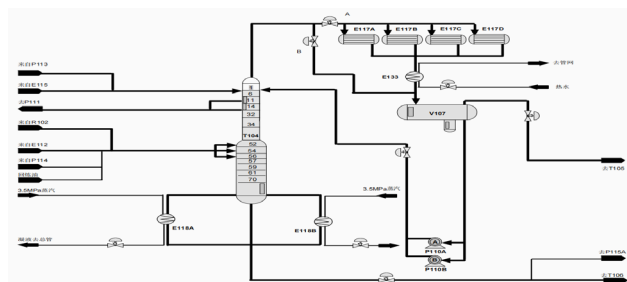 A
E117A
E117B
E117C
E117D
B
来自P113
E133
去管网
来自E115
热水
去P111
8
6
11
14
V107
32
34
来自R102
T104
来自E112
52
54
56
57
59
61
70
来自P114
回炼油
去T105
3.5MPa蒸汽
3.5MPa蒸汽
E118A
E118B
A
P110A
B
P110B
凝液去总管
去P115A
去T106